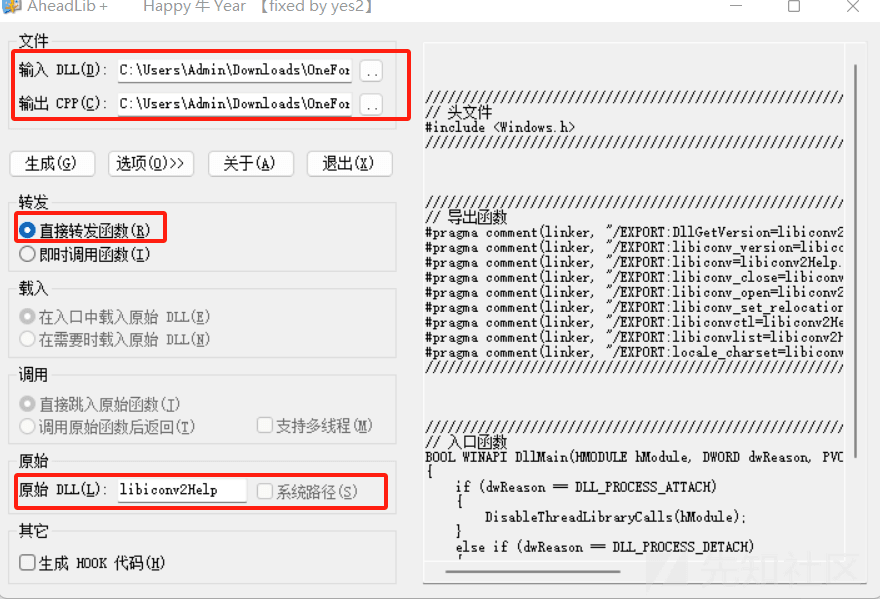 AheadLib+    Happy 牛 Year 【fixed by yes2】
文件
输入 DLL(D): C:\Users\Admin\Downloads\OneFor ..
输出 CPP(C): C:\Users\Admin\Downloads\OneFor ..
生成(G) 选项(O)>> 关于(A) 退出(X)
转发
直接转发函数(R)
即时调用函数(I)
载入
在入口中载入原始 DLL(E)
在需要时载入原始 DLL(N)
调用
直接跳入原始函数(J)
调用原始函数后返回(T) 支持多线程(M)
原始
原始 DLL(L): libiconv2Help 系统路径(S)
其它
生成 HOOK 代码(H)
////////////////////////////////////////////////////////
// 头文件
#include <Windows.h>
////////////////////////////////////////////////////////
////////////////////////////////////////////////////////
// 导出函数
#pragma comment(linker, "/EXPORT:DllGetVersion=libiconv2
#pragma comment(linker, "/EXPORT:libiconv_version=libico
#pragma comment(linker, "/EXPORT:libiconv=libiconv2Help.
#pragma comment(linker, "/EXPORT:libiconv_close=libiconv
#pragma comment(linker, "/EXPORT:libiconv_open=libiconv2
#pragma comment(linker, "/EXPORT:libiconv_set_relocation
#pragma comment(linker, "/EXPORT:libiconvctl=libiconv2He
#pragma comment(linker, "/EXPORT:libiconvlist=libiconv2H
#pragma comment(linker, "/EXPORT:locale_charset=libiconv
////////////////////////////////////////////////////////
////////////////////////////////////////////////////////
// 入口函数
BOOL WINAPI DllMain(HMODULE hModule, DWORD dwReason, PVO
{
if (dwReason == DLL_PROCESS_ATTACH)
{
DisableThreadLibraryCalls(hModule);
}
else if (dwReason == DLL_PROCESS_DETACH)
先知社区